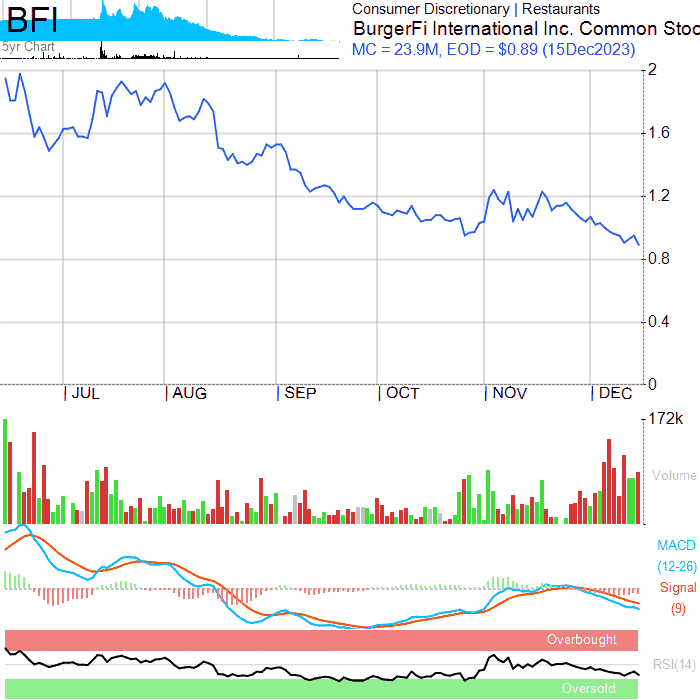 BFI
5yr Chart
Consumer Discretionary | Restaurants
BurgerFi International Inc. Common Stoc
MC = 23.9M, EOD = $0.89 (15Dec2023)
2
1.6
1.2
0.8
0.4
0
JUL AUG SEP OCT NOV DEC
172k
Volume
MACD
(12-26)
Signal
(9)
Overbought
RSI(14)
Oversold